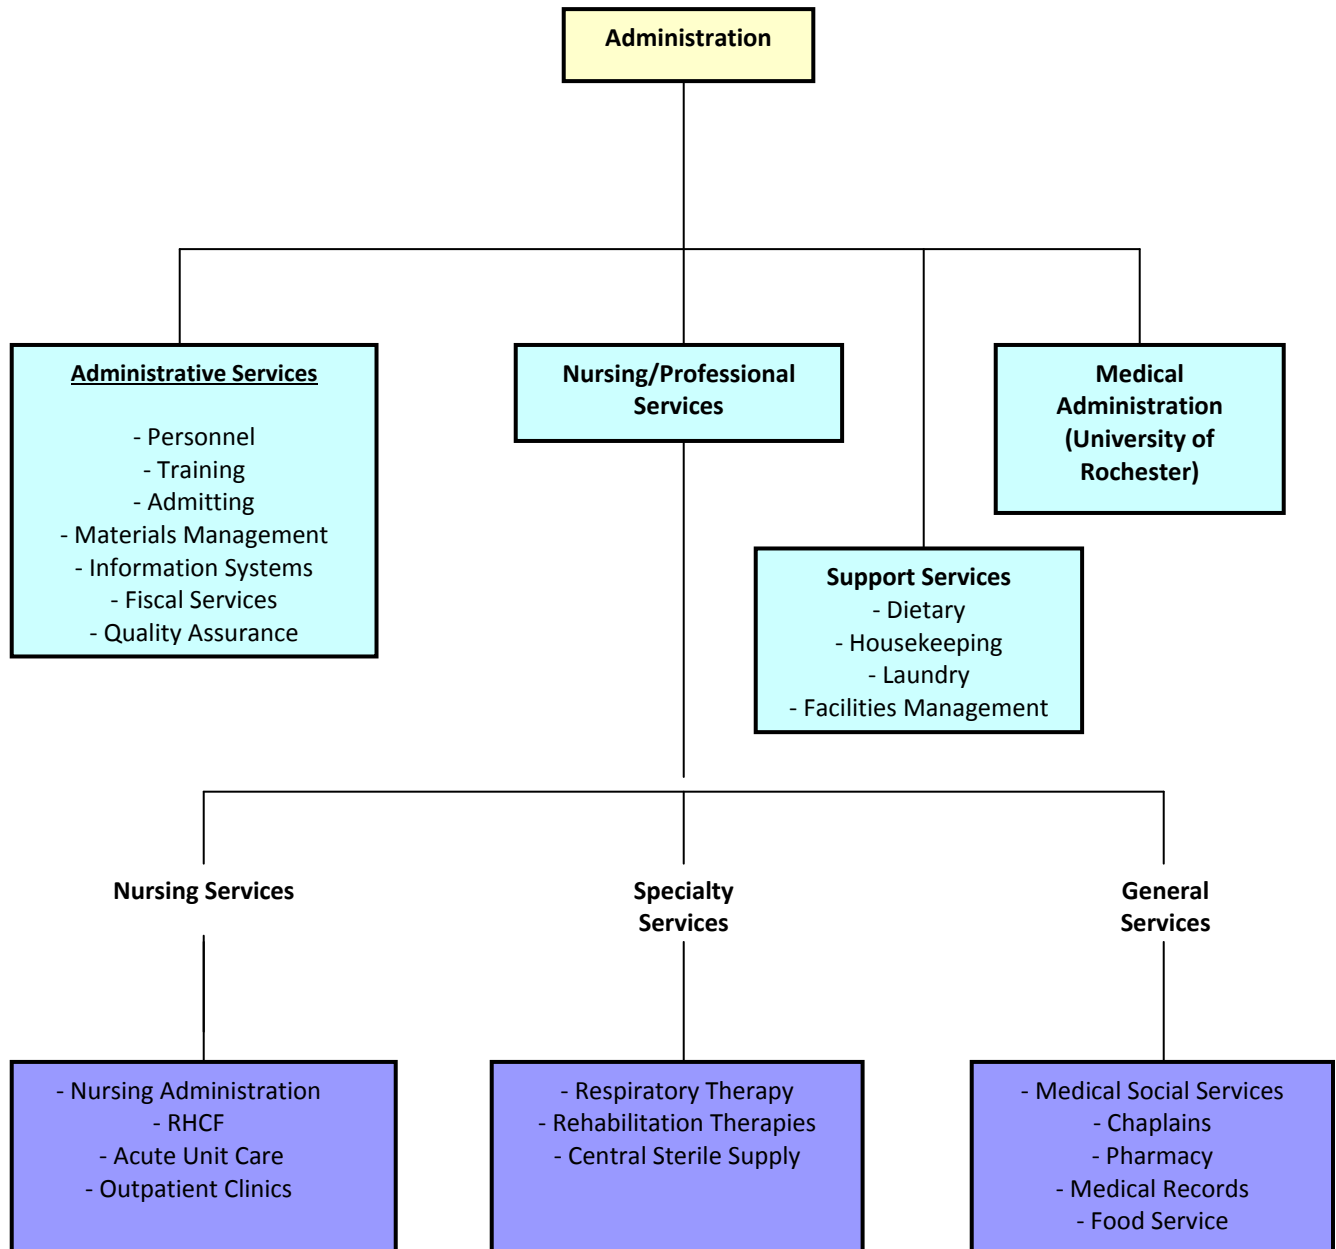 Administration
Administrative Services
- Personnel
- Training
- Admitting
- Materials Management
- Information Systems
- Fiscal Services
- Quality Assurance
Nursing/Professional
Services
Medical
Administration
(University of
Rochester)
Support Services
- Dietary
- Housekeeping
- Laundry
- Facilities Management
Nursing Services
Specialty
Services
General
Services
- Nursing Administration
- RHCF
- Acute Unit Care
- Outpatient Clinics
- Respiratory Therapy
- Rehabilitation Therapies
- Central Sterile Supply
- Medical Social Services
- Chaplains
- Pharmacy
- Medical Records
- Food Service